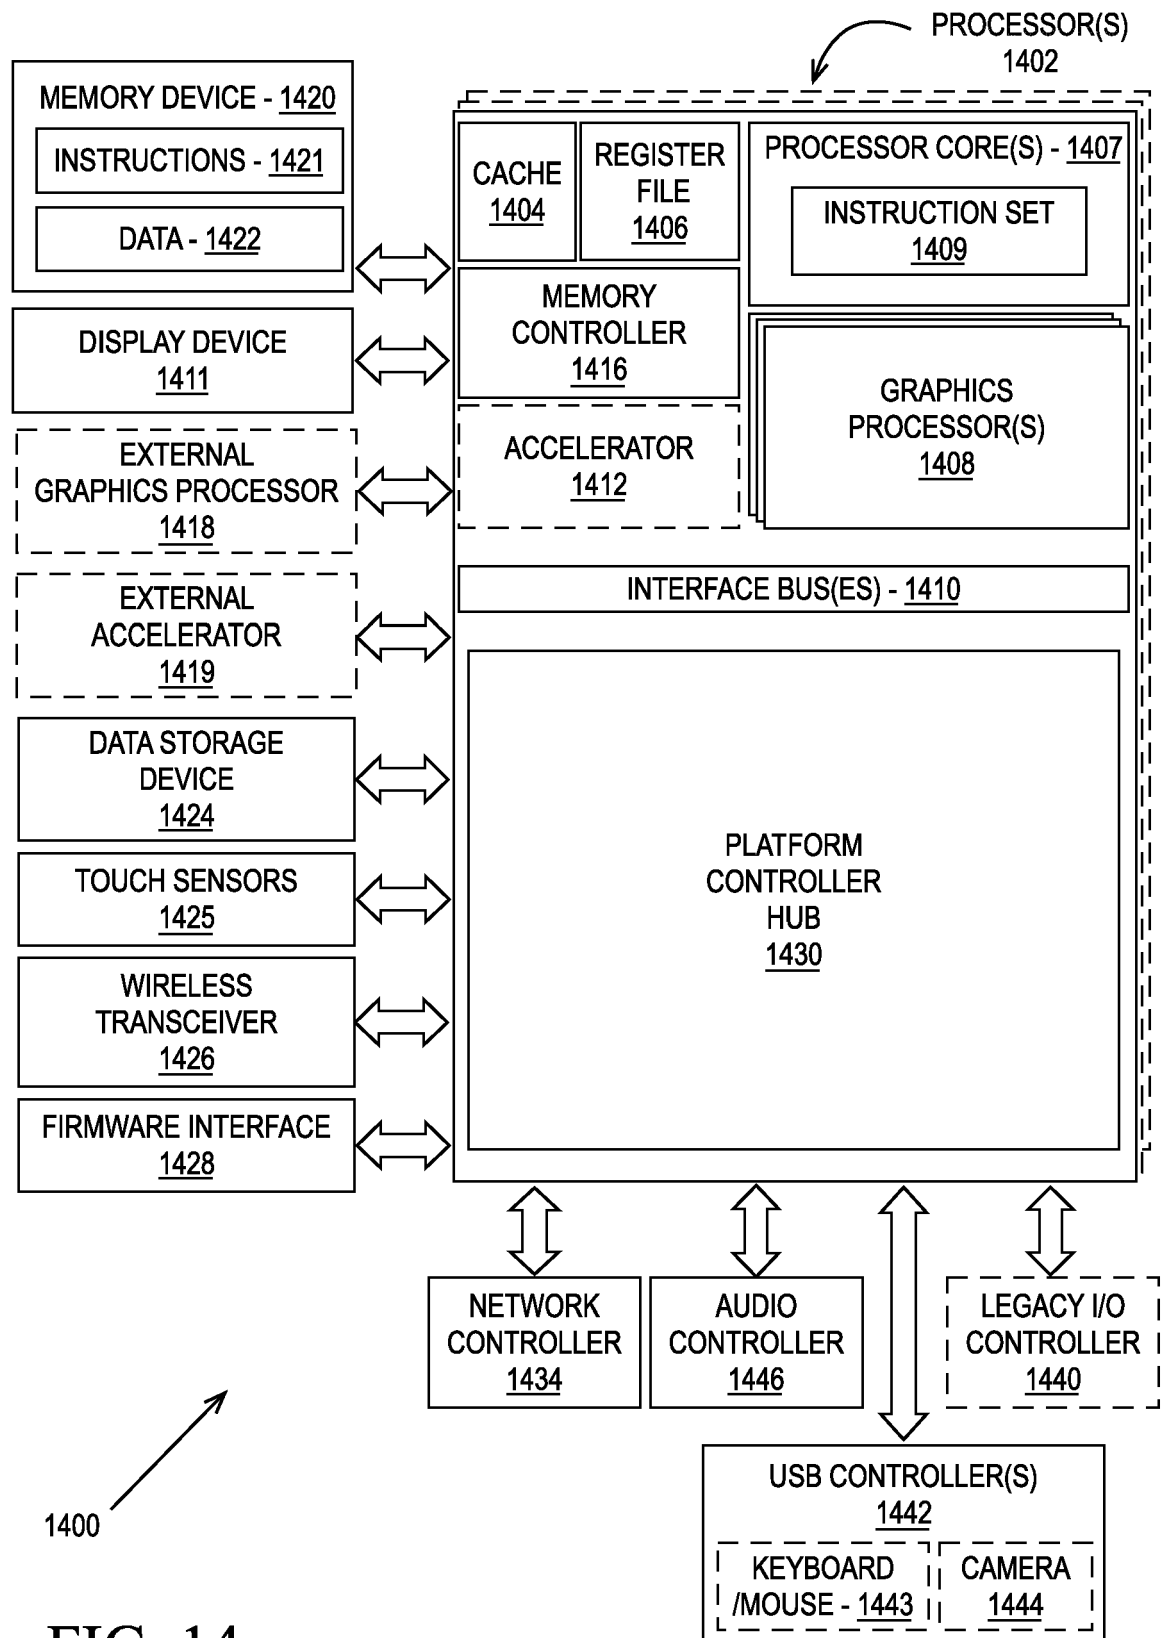 PROCESSOR(S)
1402
MEMORY DEVICE - 1420
INSTRUCTIONS - 1421
DATA - 1422
DISPLAY DEVICE
1411
EXTERNAL
GRAPHICS PROCESSOR
1418
EXTERNAL
ACCELERATOR
1419
DATA STORAGE
DEVICE
1424
TOUCH SENSORS
1425
WIRELESS
TRANSCEIVER
1426
FIRMWARE INTERFACE
1428
CACHE
1404
REGISTER
FILE
1406
PROCESSOR CORE(S) - 1407
INSTRUCTION SET
1409
MEMORY
CONTROLLER
1416
ACCELERATOR
1412
GRAPHICS
PROCESSOR(S)
1408
INTERFACE BUS(ES) - 1410
PLATFORM
CONTROLLER
HUB
1430
NETWORK
CONTROLLER
1434
AUDIO
CONTROLLER
1446
LEGACY I/O
CONTROLLER
1440
USB CONTROLLER(S)
1442
KEYBOARD
/MOUSE - 1443
CAMERA
1444
1400
FIG. 14